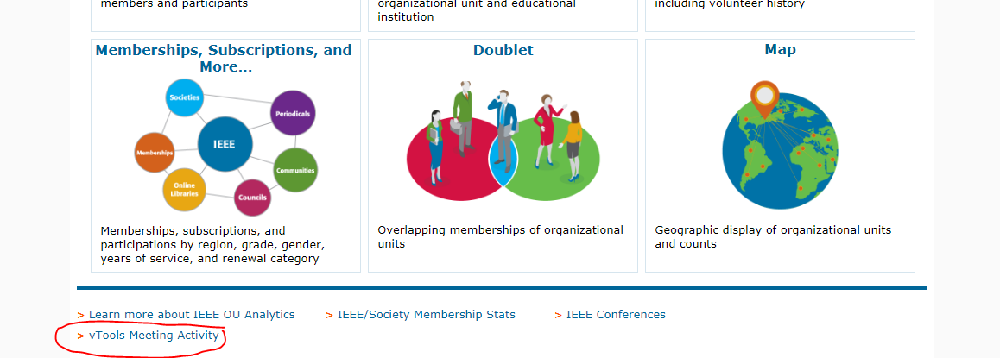 members and participants
organizational unit and educational
institution
including volunteer history
Memberships, Subscriptions, and
More...
Societies
Periodicals
IEEE
Memberships
Communities
Online
Libraries
Councils
Memberships, subscriptions, and
participations by region, grade, gender,
years of service, and renewal category
Doublet
Overlapping memberships of organizational
units
Map
Geographic display of organizational units
and counts
> Learn more about IEEE OU Analytics
> IEEE/Society Membership Stats
> IEEE Conferences
> vTools Meeting Activity